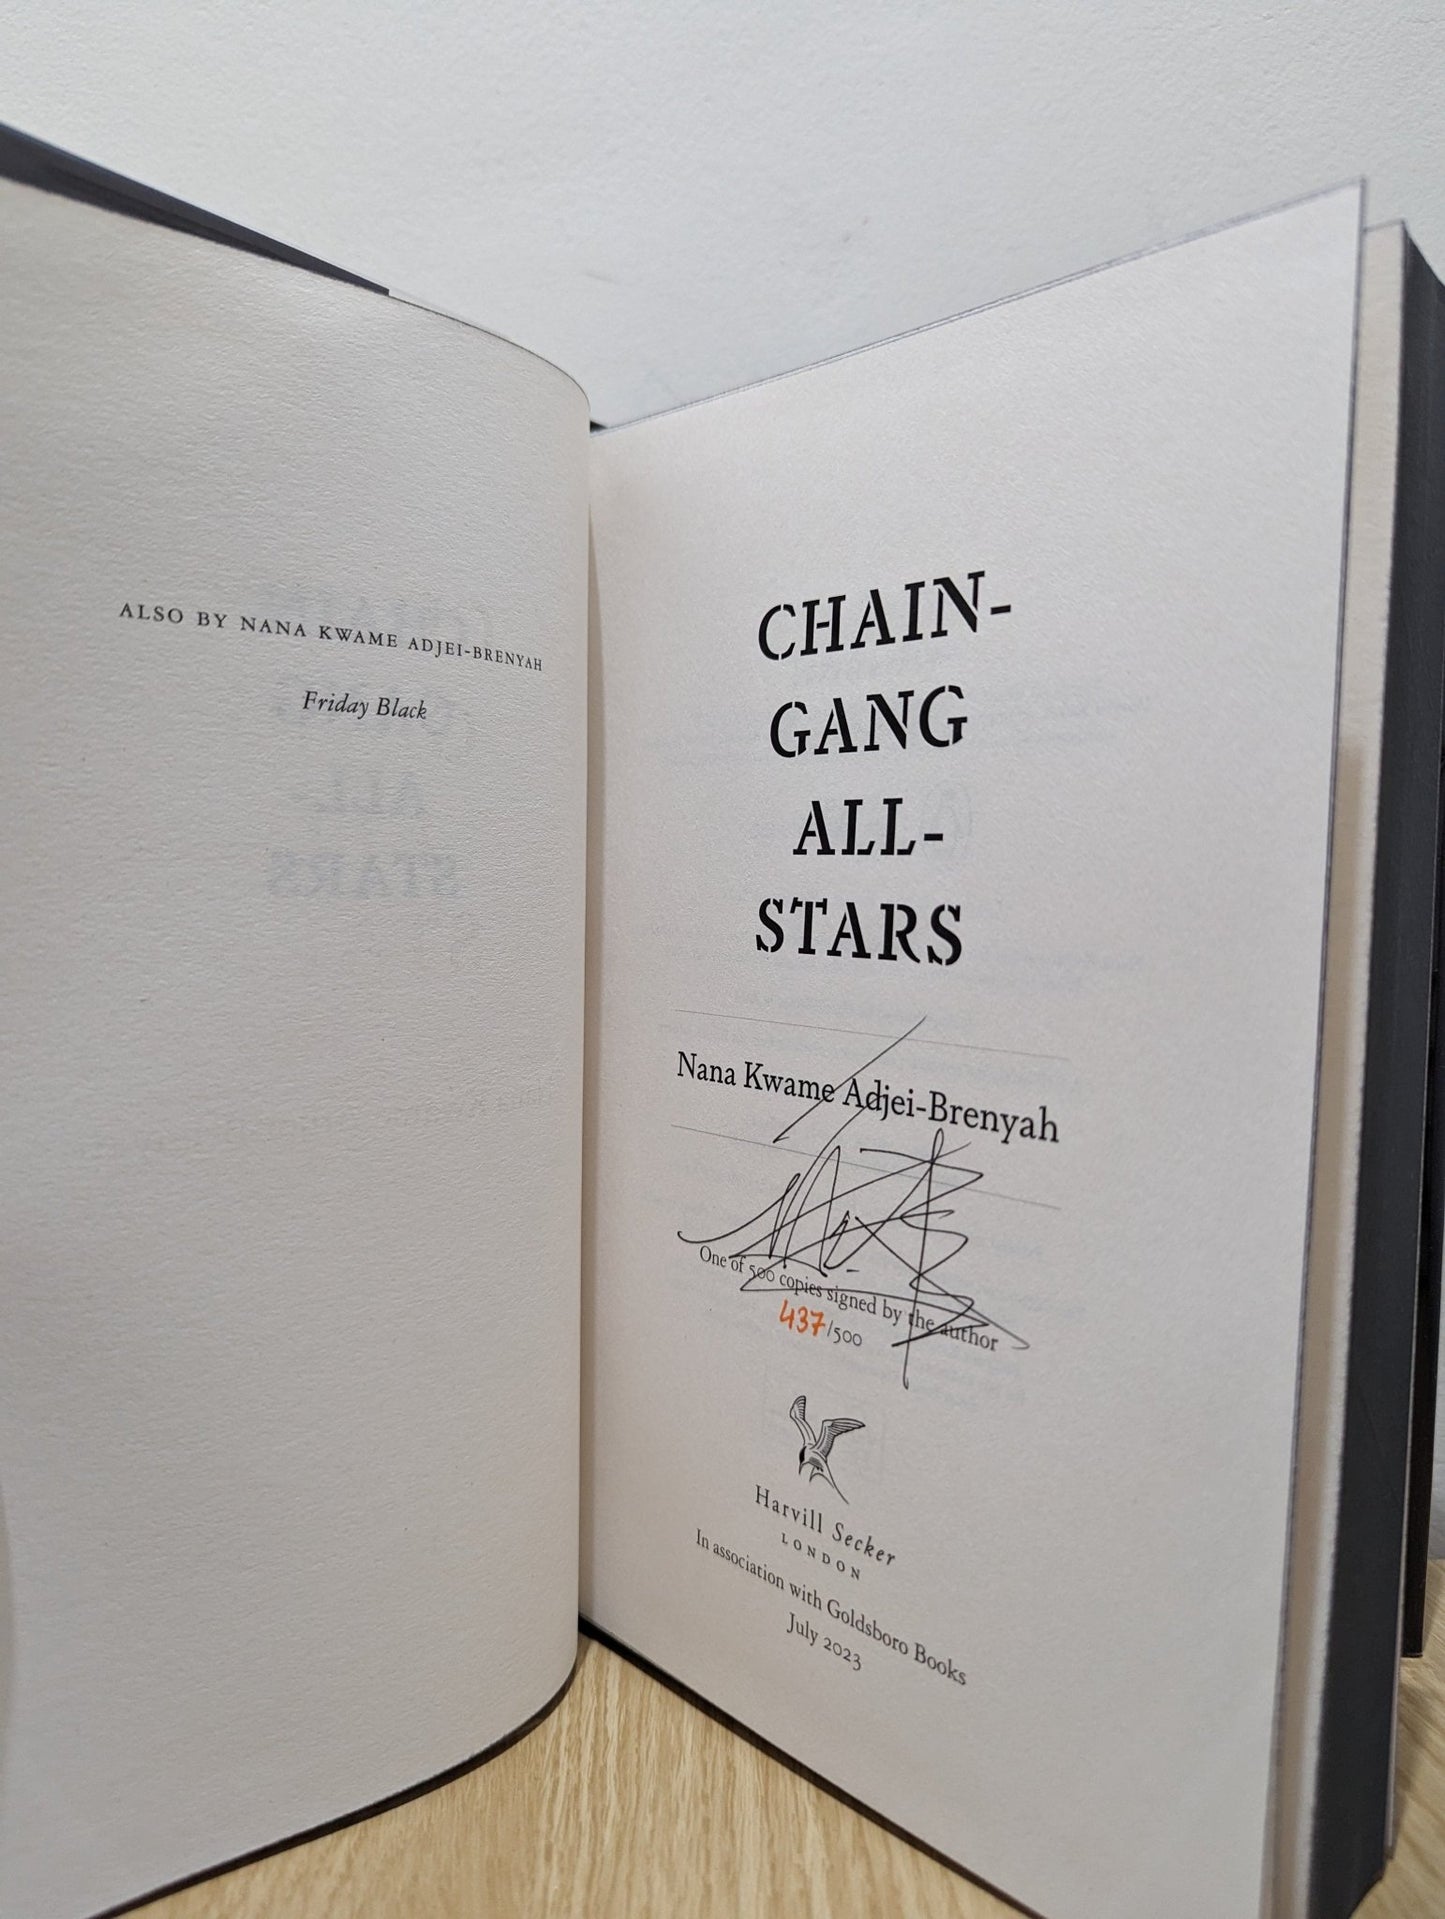 ALSO BY NANA KWAME ADJEI-BRENYAH
Friday Black
CHAIN-
GANG
ALL-
STARS
Nana Kwame Adjei-Brenyah
One of 500 copies signed by the author
437/500
Harvill Secker
LONDON
In association with Goldsboro Books
July 2023